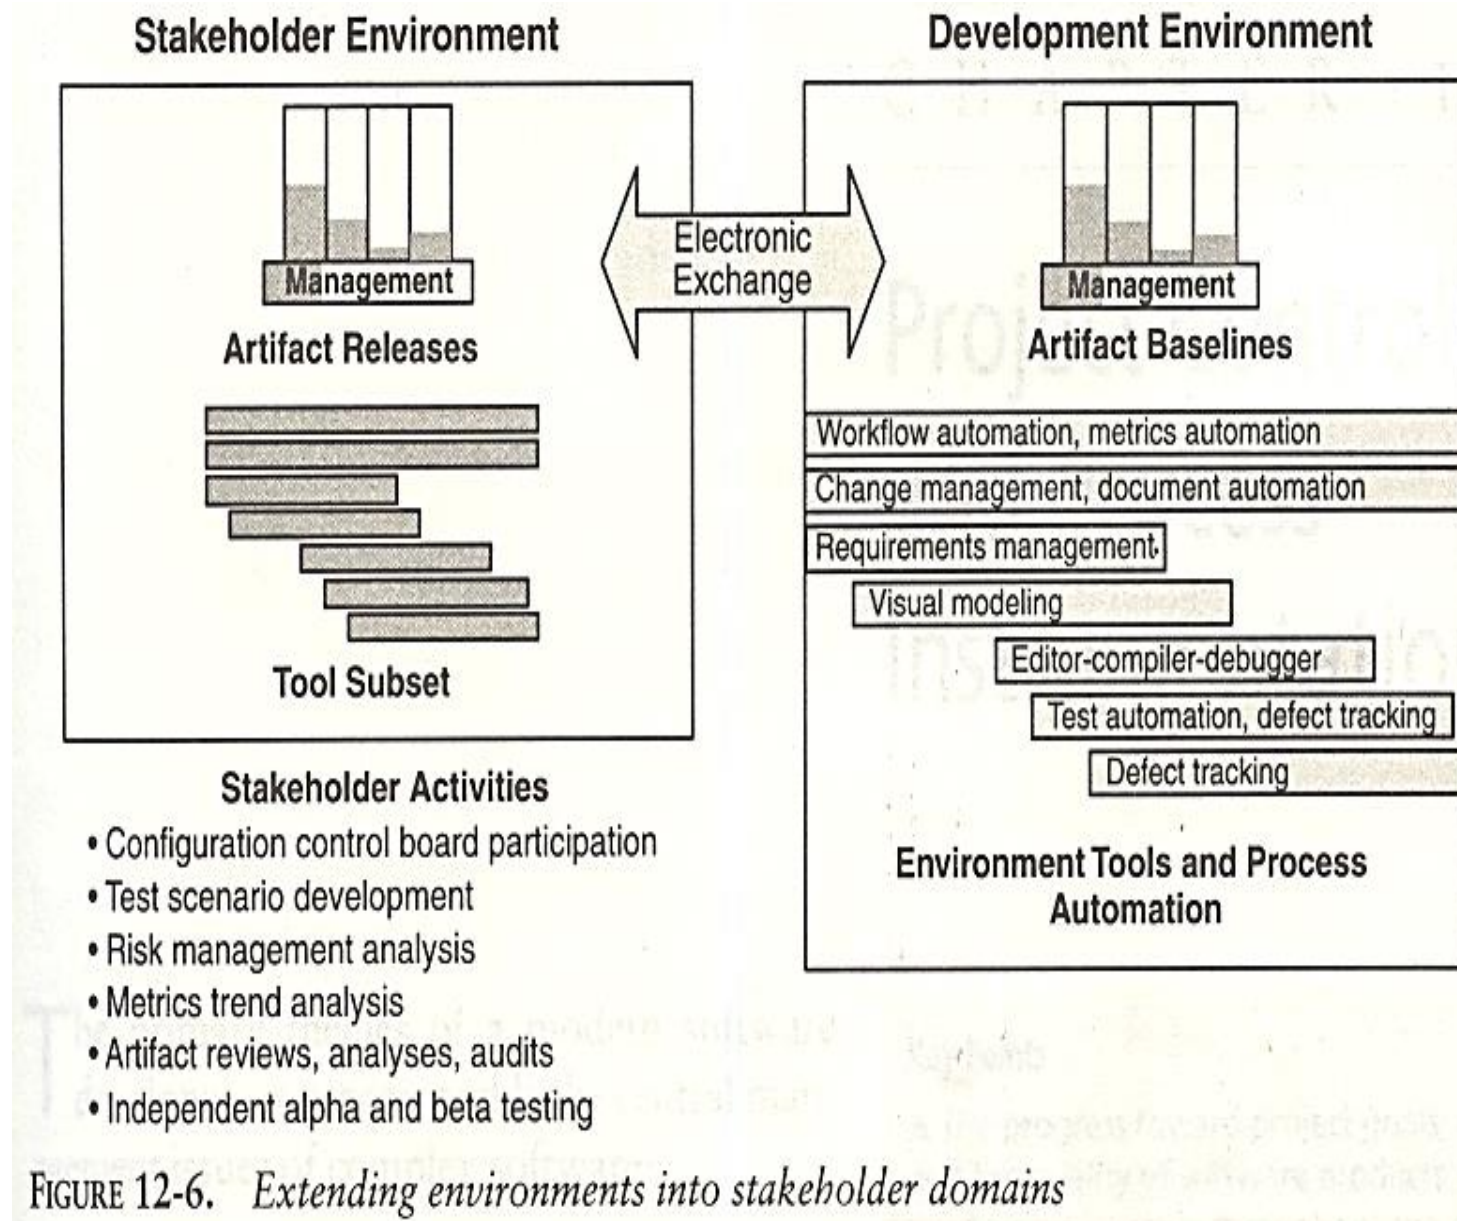 Stakeholder Environment
Management
Artifact Releases
Tool Subset
Electronic
Exchange
Development Environment
Management
Artifact Baselines
Workflow automation, metrics automation
Change management, document automation
Requirements management
Visual modeling
Editor-compiler-debugger
Test automation, defect tracking
Defect tracking
Environment Tools and Process
Automation
Stakeholder Activities
• Configuration control board participation
• Test scenario development
• Risk management analysis
• Metrics trend analysis
• Artifact reviews, analyses, audits
• Independent alpha and beta testing
FIGURE 12-6. Extending environments into stakeholder domains